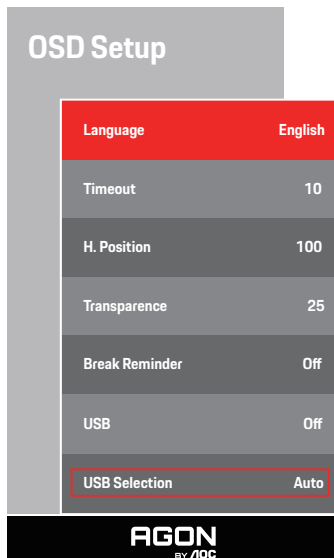 OSD Setup
Language English
Timeout 10
H. Position 100
Transparence 25
Break Reminder Off
USB Off
USB Selection Auto
AGON
BY AOC